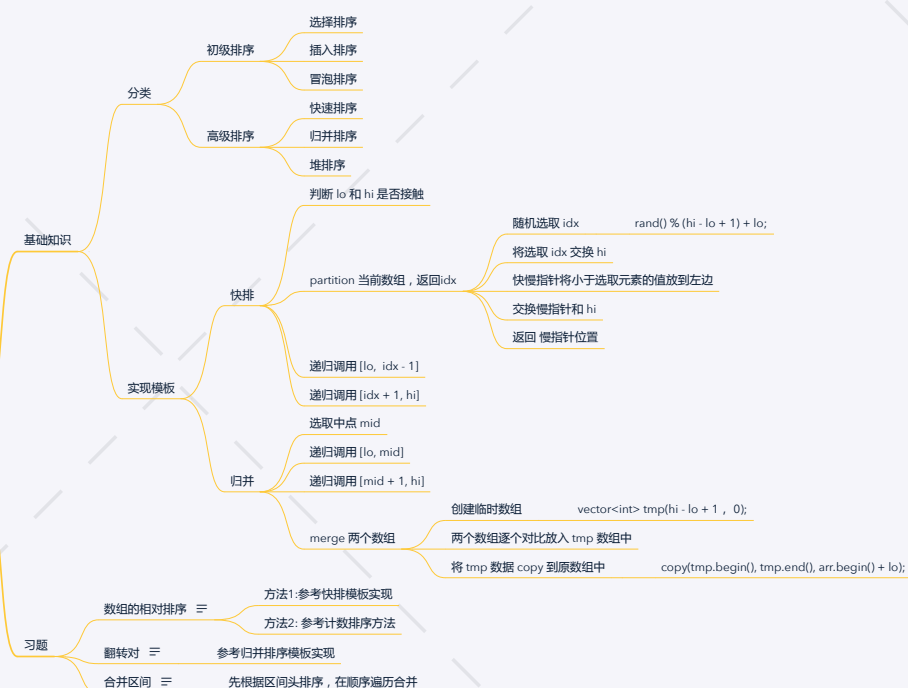 选择排序
初级排序
插入排序
冒泡排序
分类
快速排序
高级排序
归并排序
堆排序
判断 lo 和 hi 是否接触
随机选取 idx
rand() % (hi - lo + 1) + lo;
基础知识
将选取 idx 交换 hi
partition 当前数组，返回idx
快慢指针将小于选取元素的值放到左边
快排
交换慢指针和 hi
返回 慢指针位置
递归调用 [lo, idx - 1]
实现模板
递归调用 [idx + 1, hi]
选取中点 mid
递归调用 [lo, mid]
归并
递归调用 [mid + 1, hi]
创建临时数组
vector<int> tmp(hi - lo + 1 ，0);
merge 两个数组
两个数组逐个对比放入 tmp 数组中
将 tmp 数据 copy 到原数组中
copy(tmp.begin(), tmp.end(), arr.begin() + lo);
方法1:参考快排模板实现
数组的相对排序
方法2: 参考计数排序方法
习题
翻转对
参考归并排序模板实现
合并区间
先根据区间头排序，在顺序遍历合并